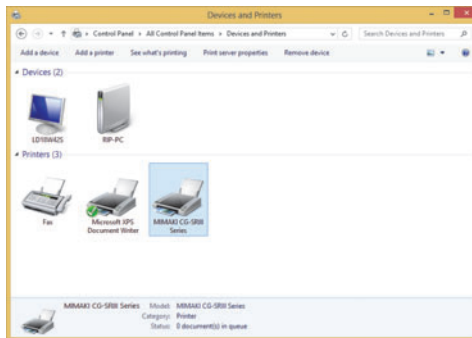 Devices and Printers
Control Panel All Control Panel Items Devices and Printers
Search Devices and Printers
Add a device Add a printer See what's printing Print server properties Remove device
Devices (2)
LD18W42S RIP-PC
Printers (3)
Fax Microsoft XPS MIMAKI CG-SRIII
Document Writer Series
MIMAKI CG-SRIII Series Model: MIMAKI CG-SRIII Series
Category: Printer
Status: 0 document(s) in queue